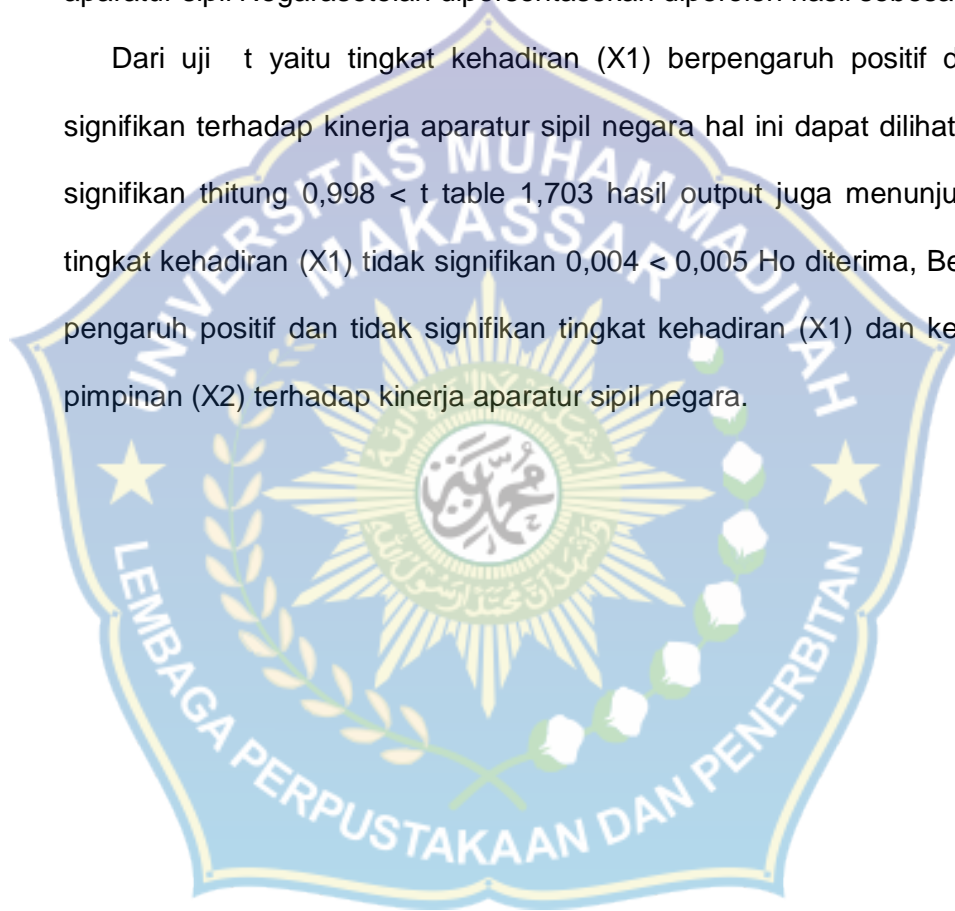 aparatur sipil Negarasetelah dipersentasekan diperoleh hasil sebesa
Dari uji t yaitu tingkat kehadiran (X1) berpengaruh positif d
signifikan terhadap kinerja aparatur sipil negara hal ini dapat dilihat
signifikan thitung 0,998 < t table 1,703 hasil output juga menunju
tingkat kehadiran (X1) tidak signifikan 0,004 < 0,005 Ho diterima, Be
pengaruh positif dan tidak signifikan tingkat kehadiran (X1) dan ke
pimpinan (X2) terhadap kinerja aparatur sipil negara.
UNIVERSITAS MUHAMMADIYAH
MAKASSAR
LEMBAGA PERPUSTAKAAN DAN PENERBITAN